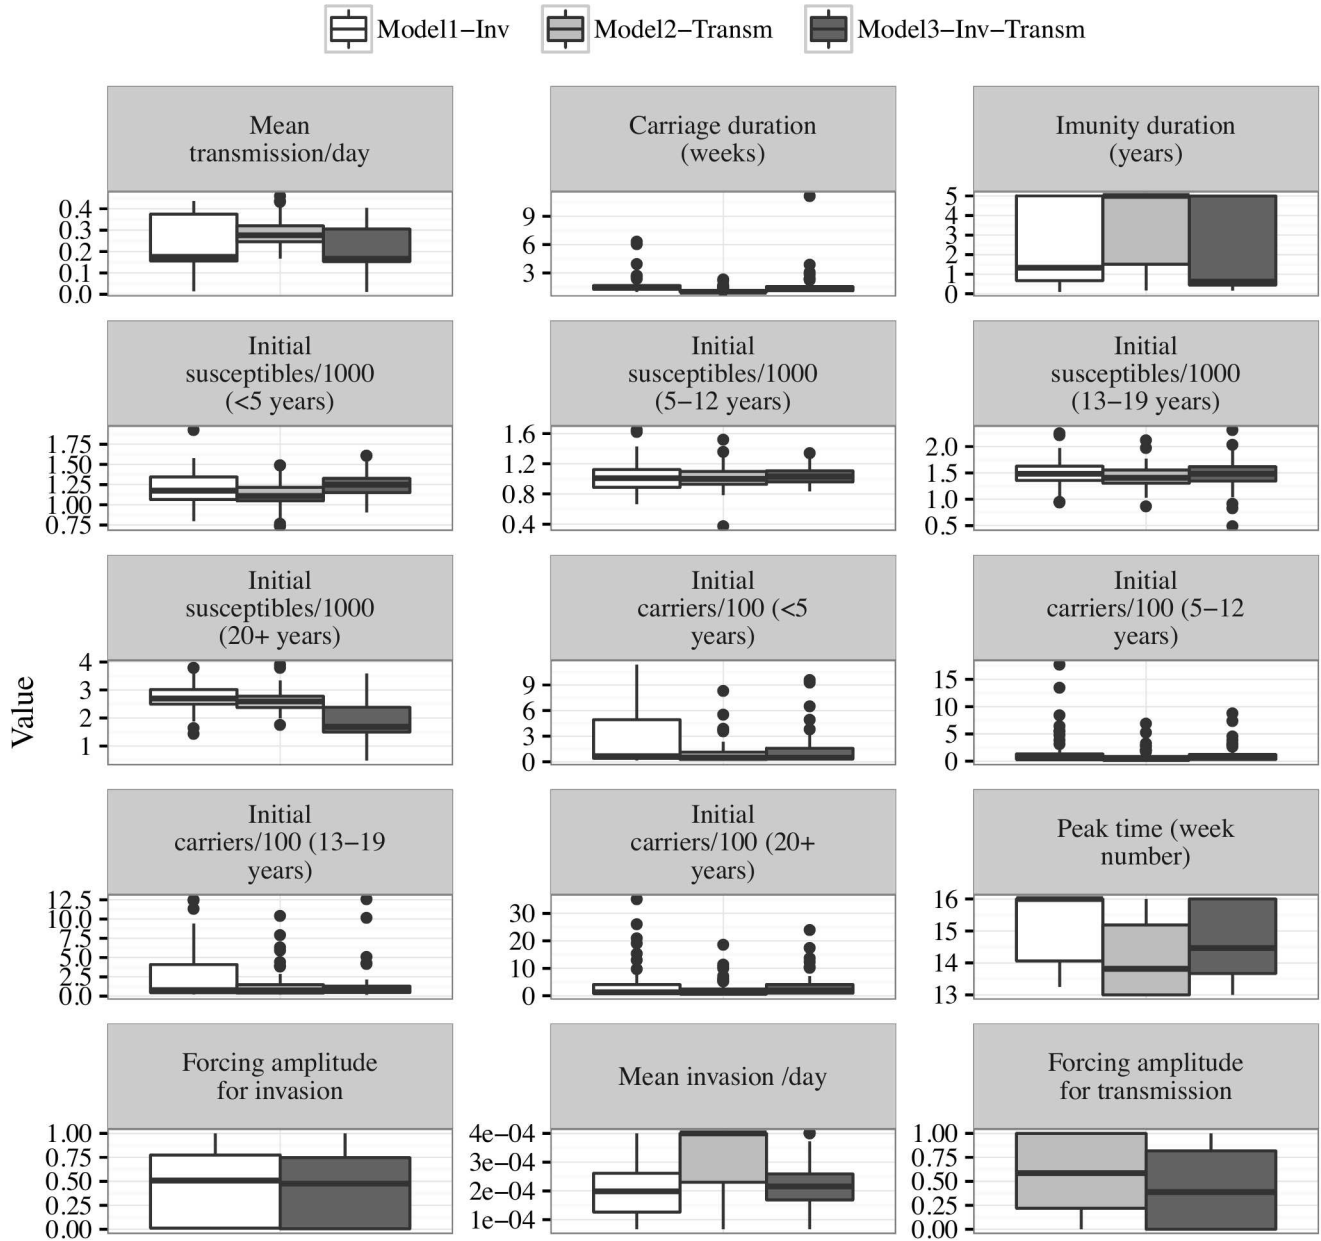 Model1−Inv Model2−Transm Model3−Inv−Transm
Mean
transmission/day
Carriage duration
(weeks)
Imunity duration
(years)
0.4
0.3
0.2
0.1
0.0
9
6
3
5
4
3
2
1
0
Initial
susceptibles/1000
(<5 years)
Initial
susceptibles/1000
(5−12 years)
Initial
susceptibles/1000
(13−19 years)
1.75
1.50
1.25
1.00
0.75
1.6
1.2
0.8
0.4
2.0
1.5
1.0
0.5
Initial
susceptibles/1000
(20+ years)
Initial
carriers/100 (<5
years)
Initial
carriers/100 (5−12
years)
Value
4
3
2
1
9
6
3
0
15
10
5
0
Initial
carriers/100 (13−19
years)
Initial
carriers/100 (20+
years)
Peak time (week
number)
12.5
10.0
7.5
5.0
2.5
0.0
30
20
10
0
16
15
14
13
Forcing amplitude
for invasion
Mean invasion /day
Forcing amplitude
for transmission
1.00
0.75
0.50
0.25
0.00
4e−04
3e−04
2e−04
1e−04
1.00
0.75
0.50
0.25
0.00